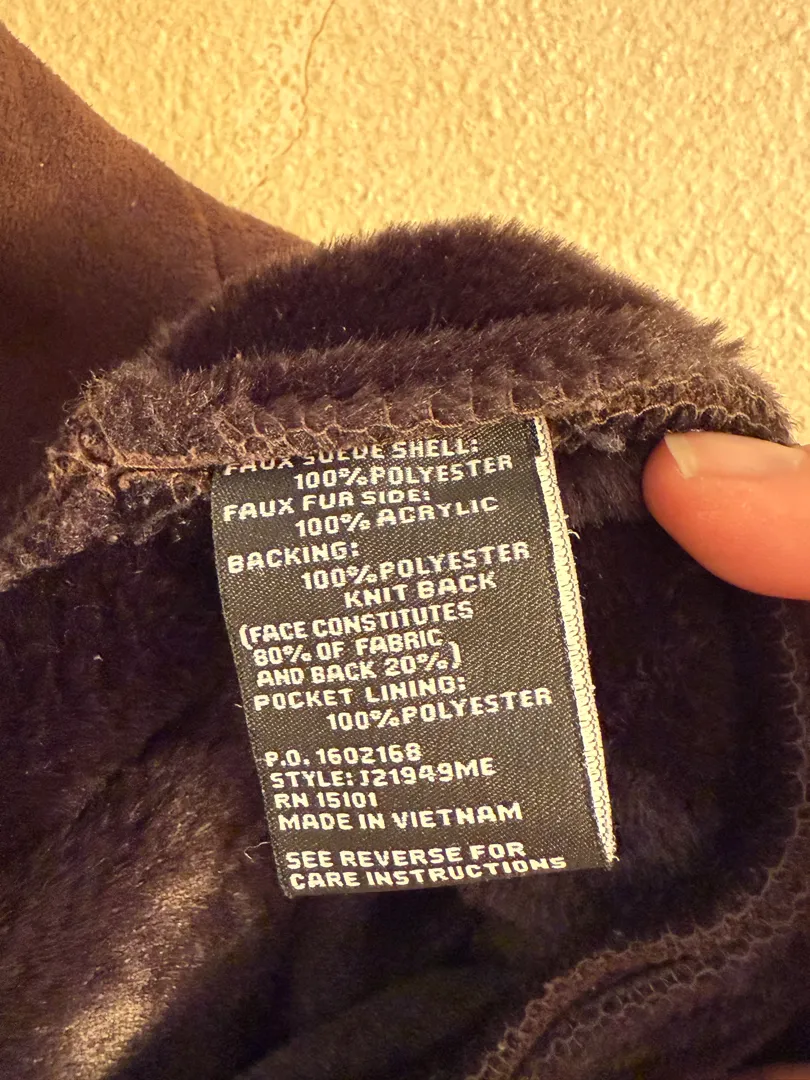 FAUX SUEDE SHELL:
100%POLYESTER
FAUX FUR SIDE:
100% ACRYLIC
BACKING:
100%POLYESTER
KNIT BACK
(FACE CONSTITUTES
80% OF FABRIC
AND BACK 20%)
POCKET LINING:
100%POLYESTER
P.O. 1602168
STYLE: J21949ME
RN 15101
MADE IN VIETNAM
SEE REVERSE FOR
CARE INSTRUCTIONS